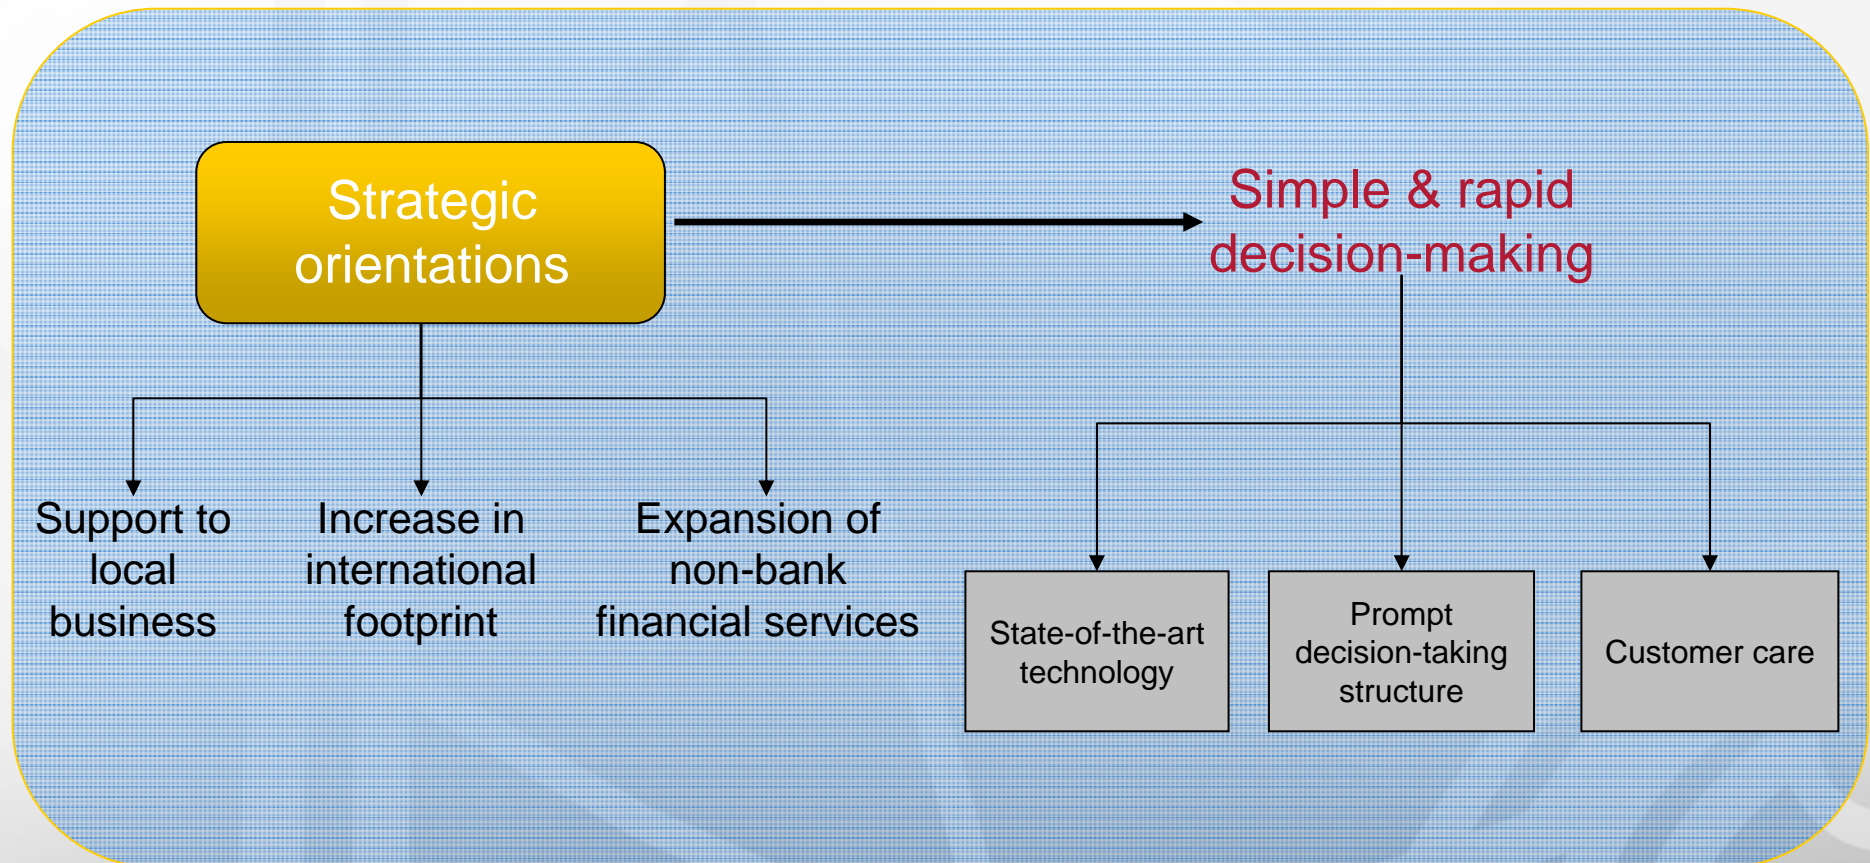 Strategic
orientations
Simple & rapid
decision-making
Support to
local
business
Increase in
international
footprint
Expansion of
non-bank
financial services
State-of-the-art
technology
Prompt
decision-taking
structure
Customer care